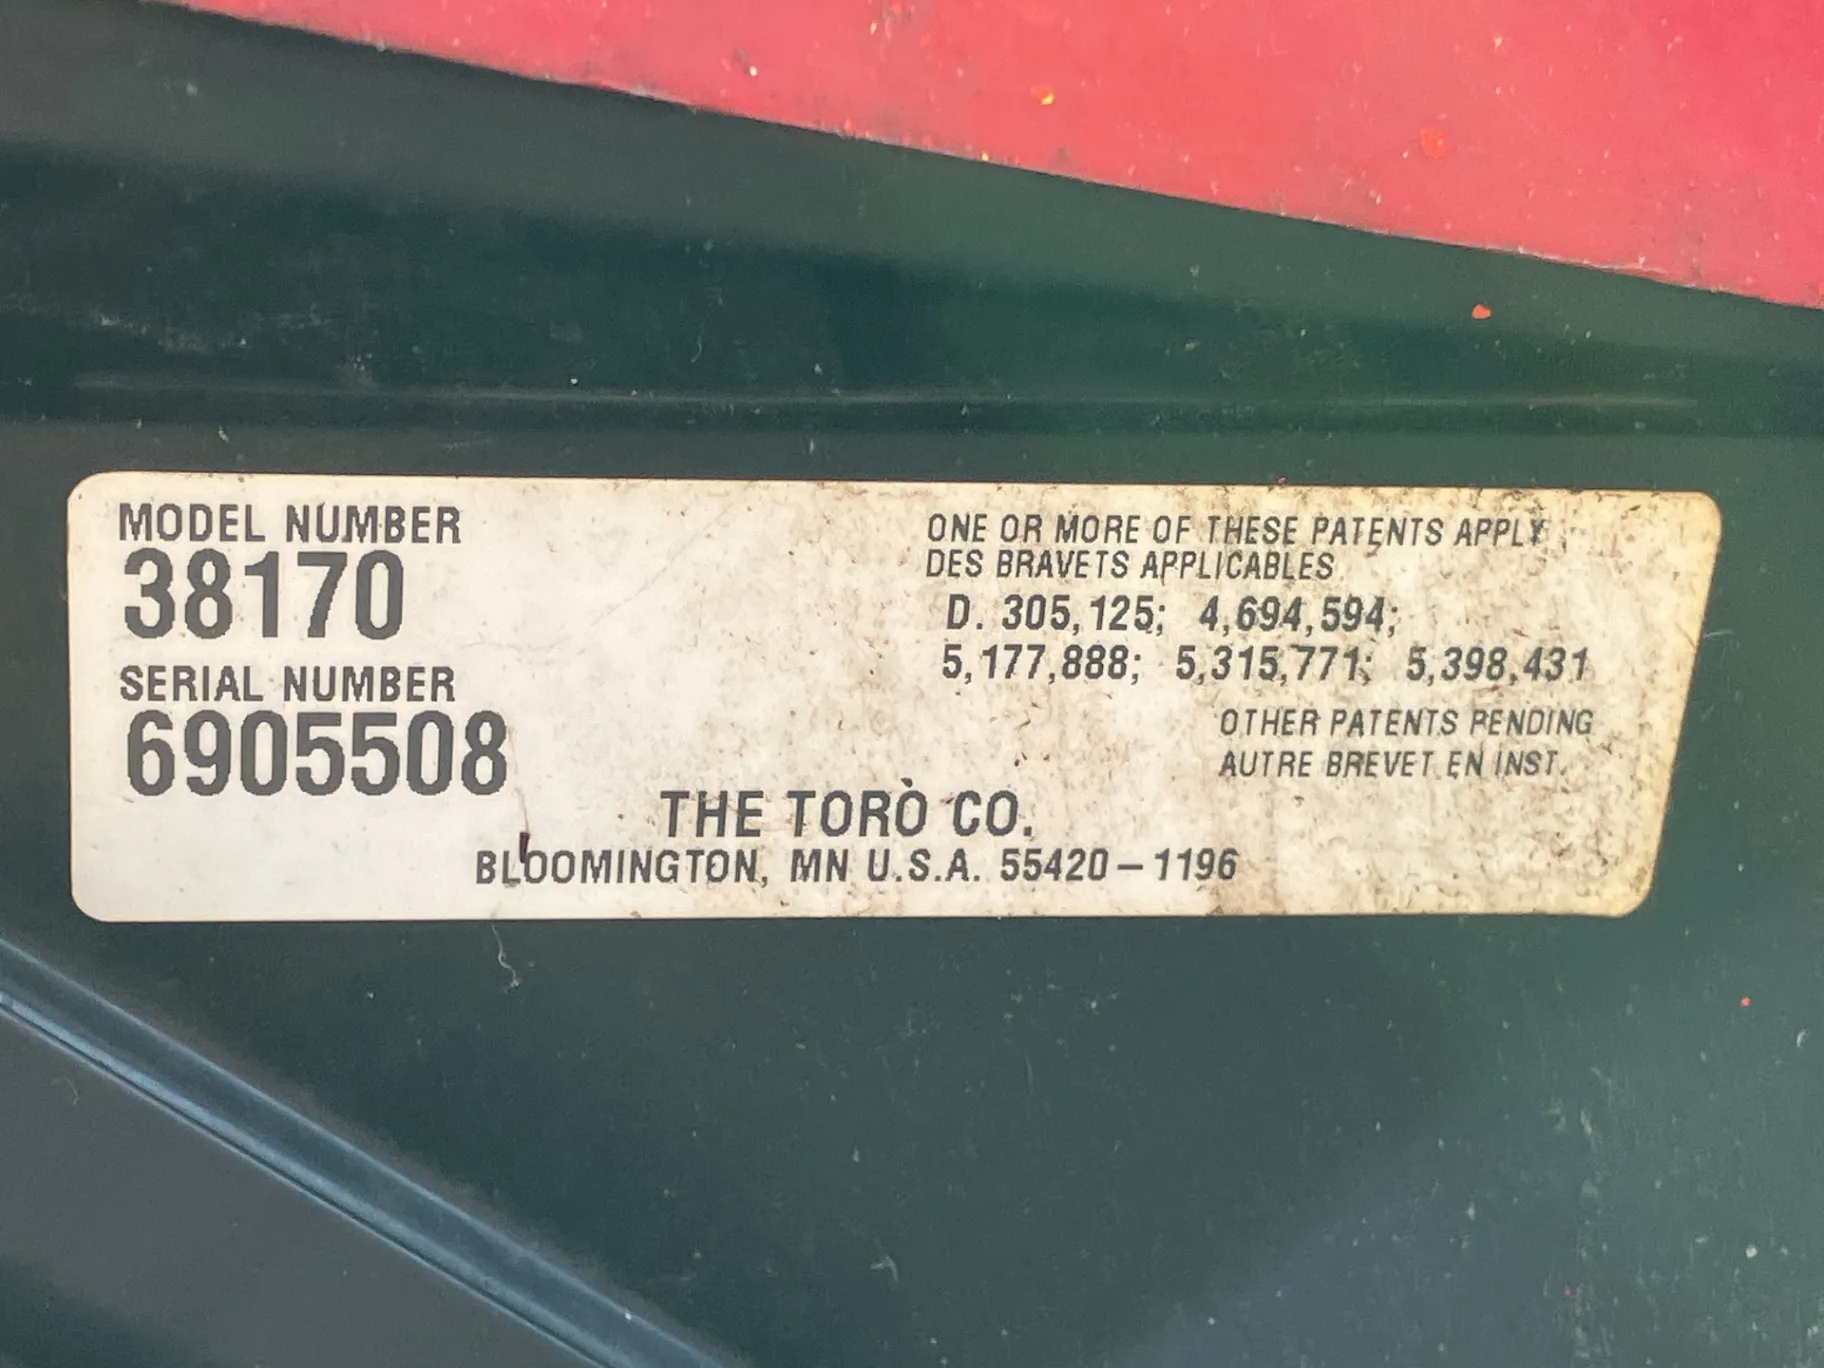 MODEL NUMBER
38170
SERIAL NUMBER
6905508
ONE OR MORE OF THESE PATENTS APPLY
DES BRAVETS APPLICABLES
D. 305,125; 4,694,594;
5,177,888; 5,315,771; 5,398,431
OTHER PATENTS PENDING
AUTRE BREVET EN INST.
THE TORO CO.
BLOOMINGTON, MN U.S.A. 55420-1196